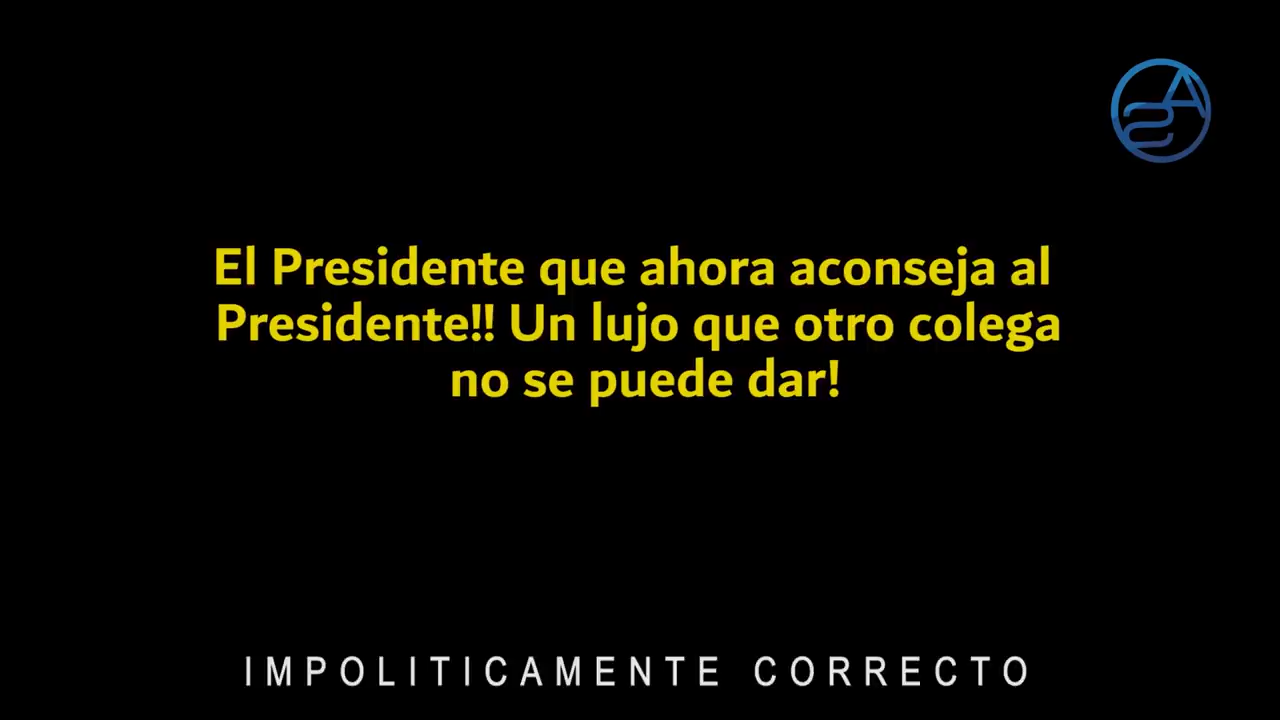 El Presidente que ahora aconseja al
Presidente!! Un lujo que otro colega
no se puede dar!
IMPOLITICAMENTE CORRECTO